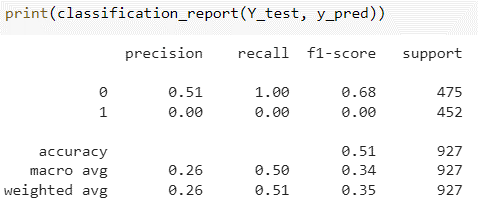 print(classification_report(Y_test, y_pred))
precision recall f1-score support
0 0.51 1.00 0.68 475
1 0.00 0.00 0.00 452
accuracy 0.51 927
macro avg 0.26 0.50 0.34 927
weighted avg 0.26 0.51 0.35 927